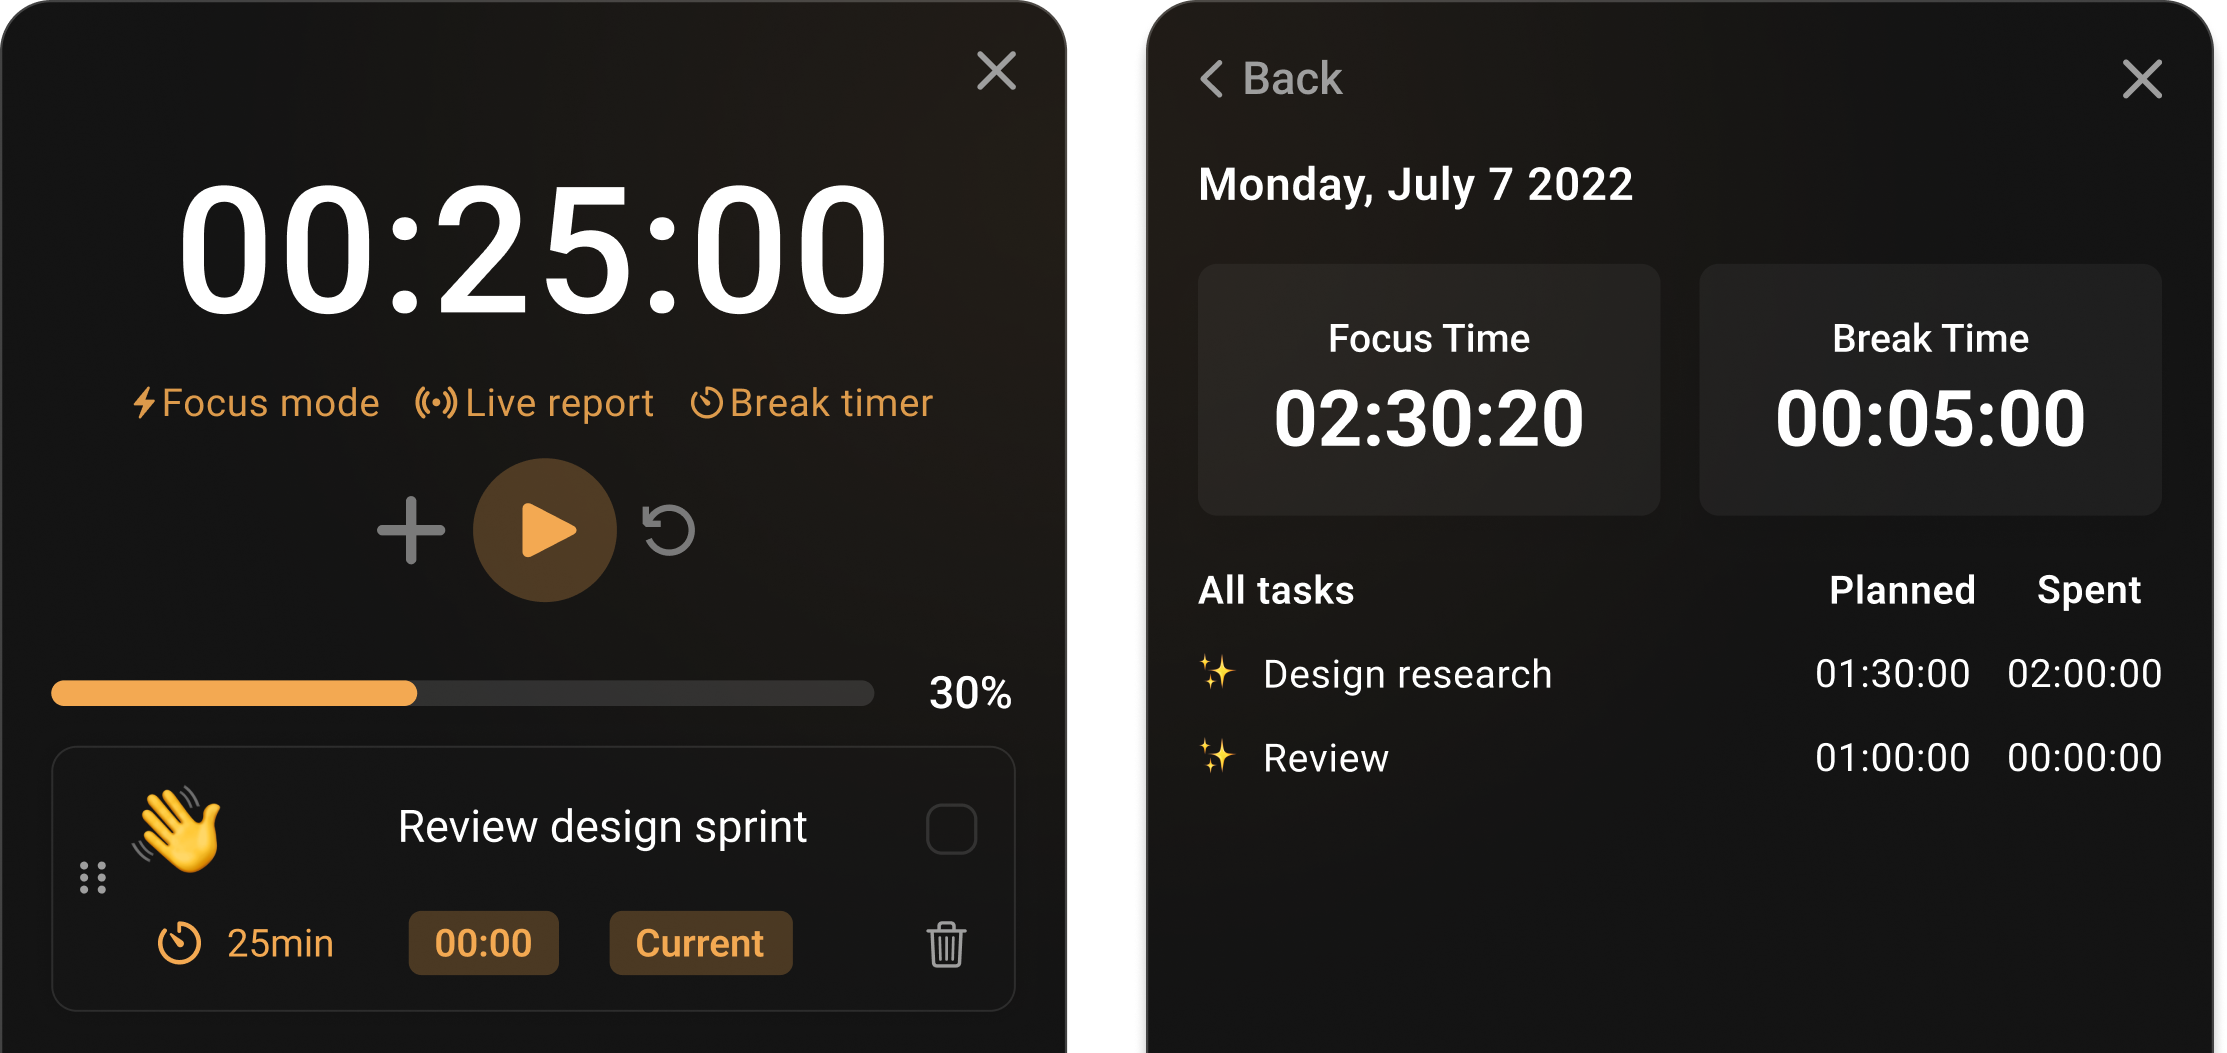 00:25:00
Focus mode Live report Break timer
30%
Review design sprint
25min 00:00 Current
Back
Monday, July 7 2022
Focus Time Break Time
02:30:20 00:05:00
All tasks Planned Spent
Design research 01:30:00 02:00:00
Review 01:00:00 00:00:00